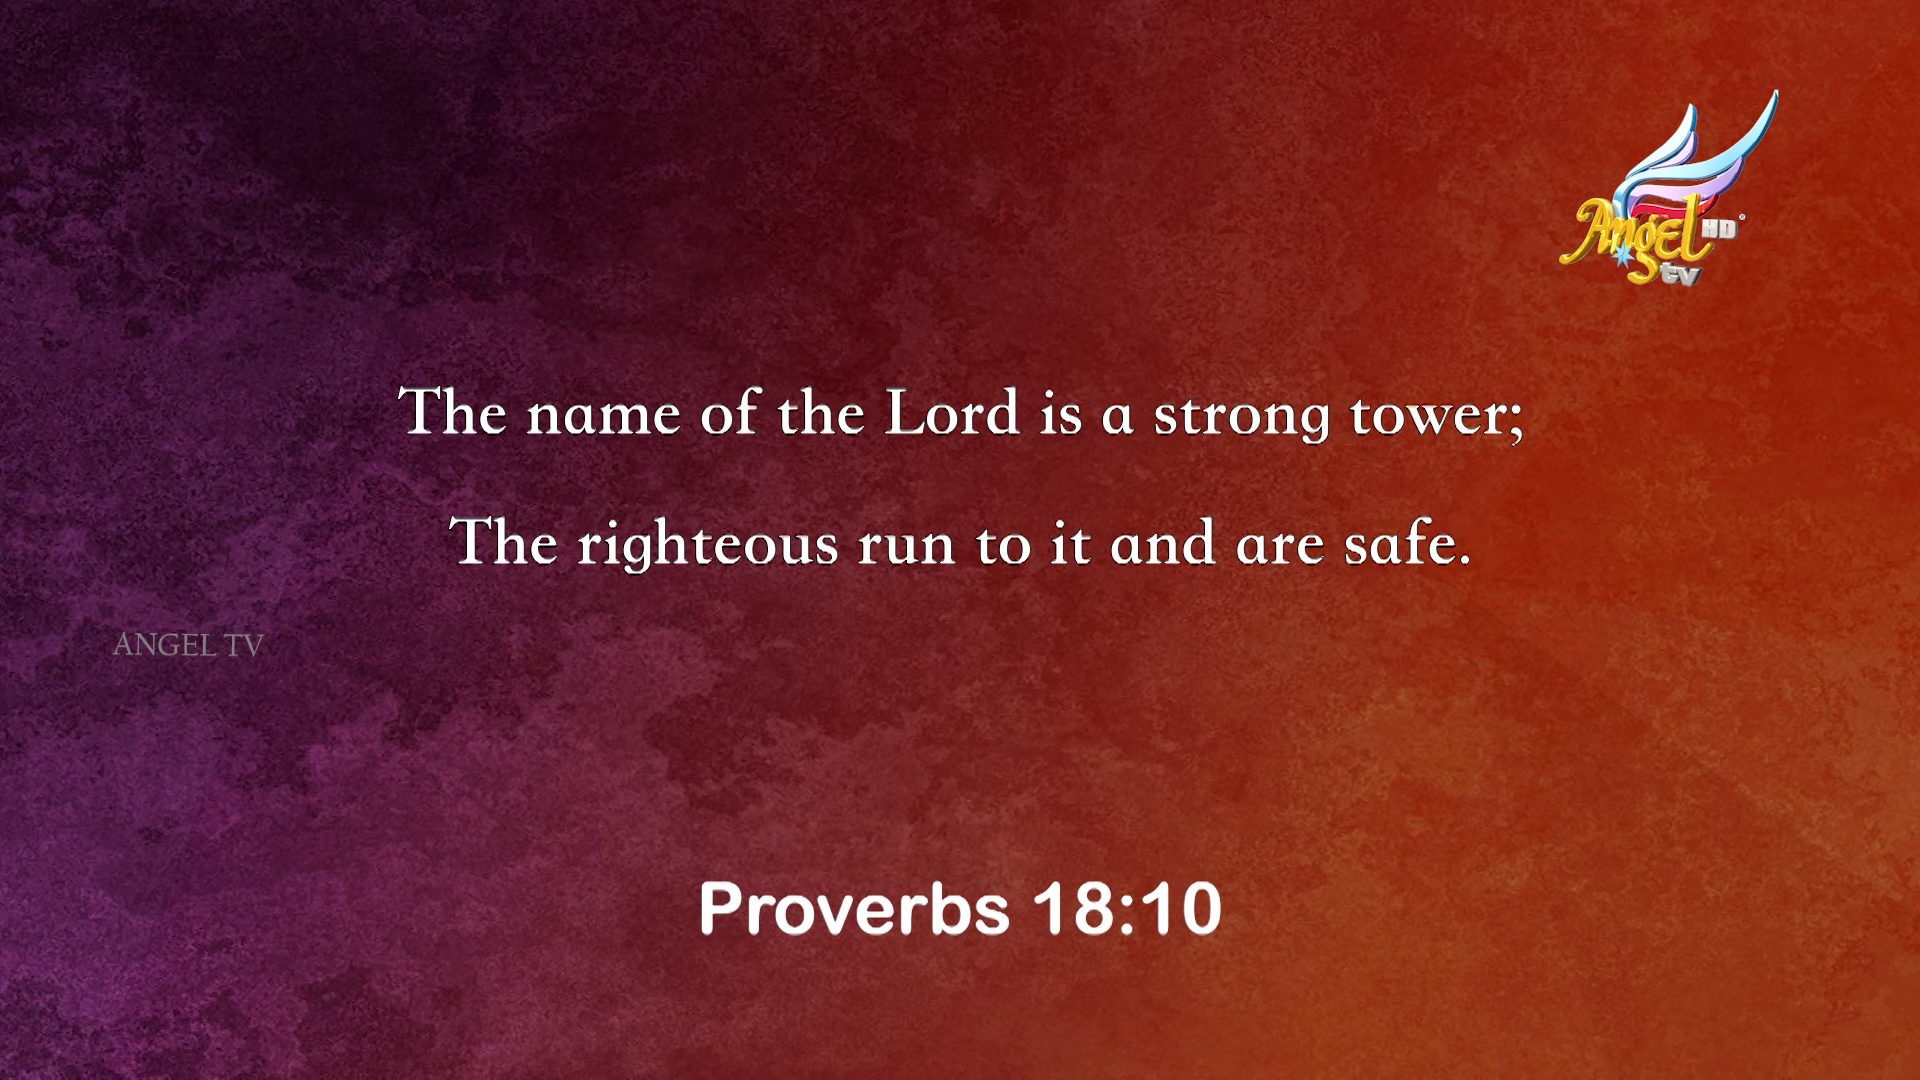 Angel HD
tv
The name of the Lord is a strong tower;
The righteous run to it and are safe.
ANGEL TV
Proverbs 18:10